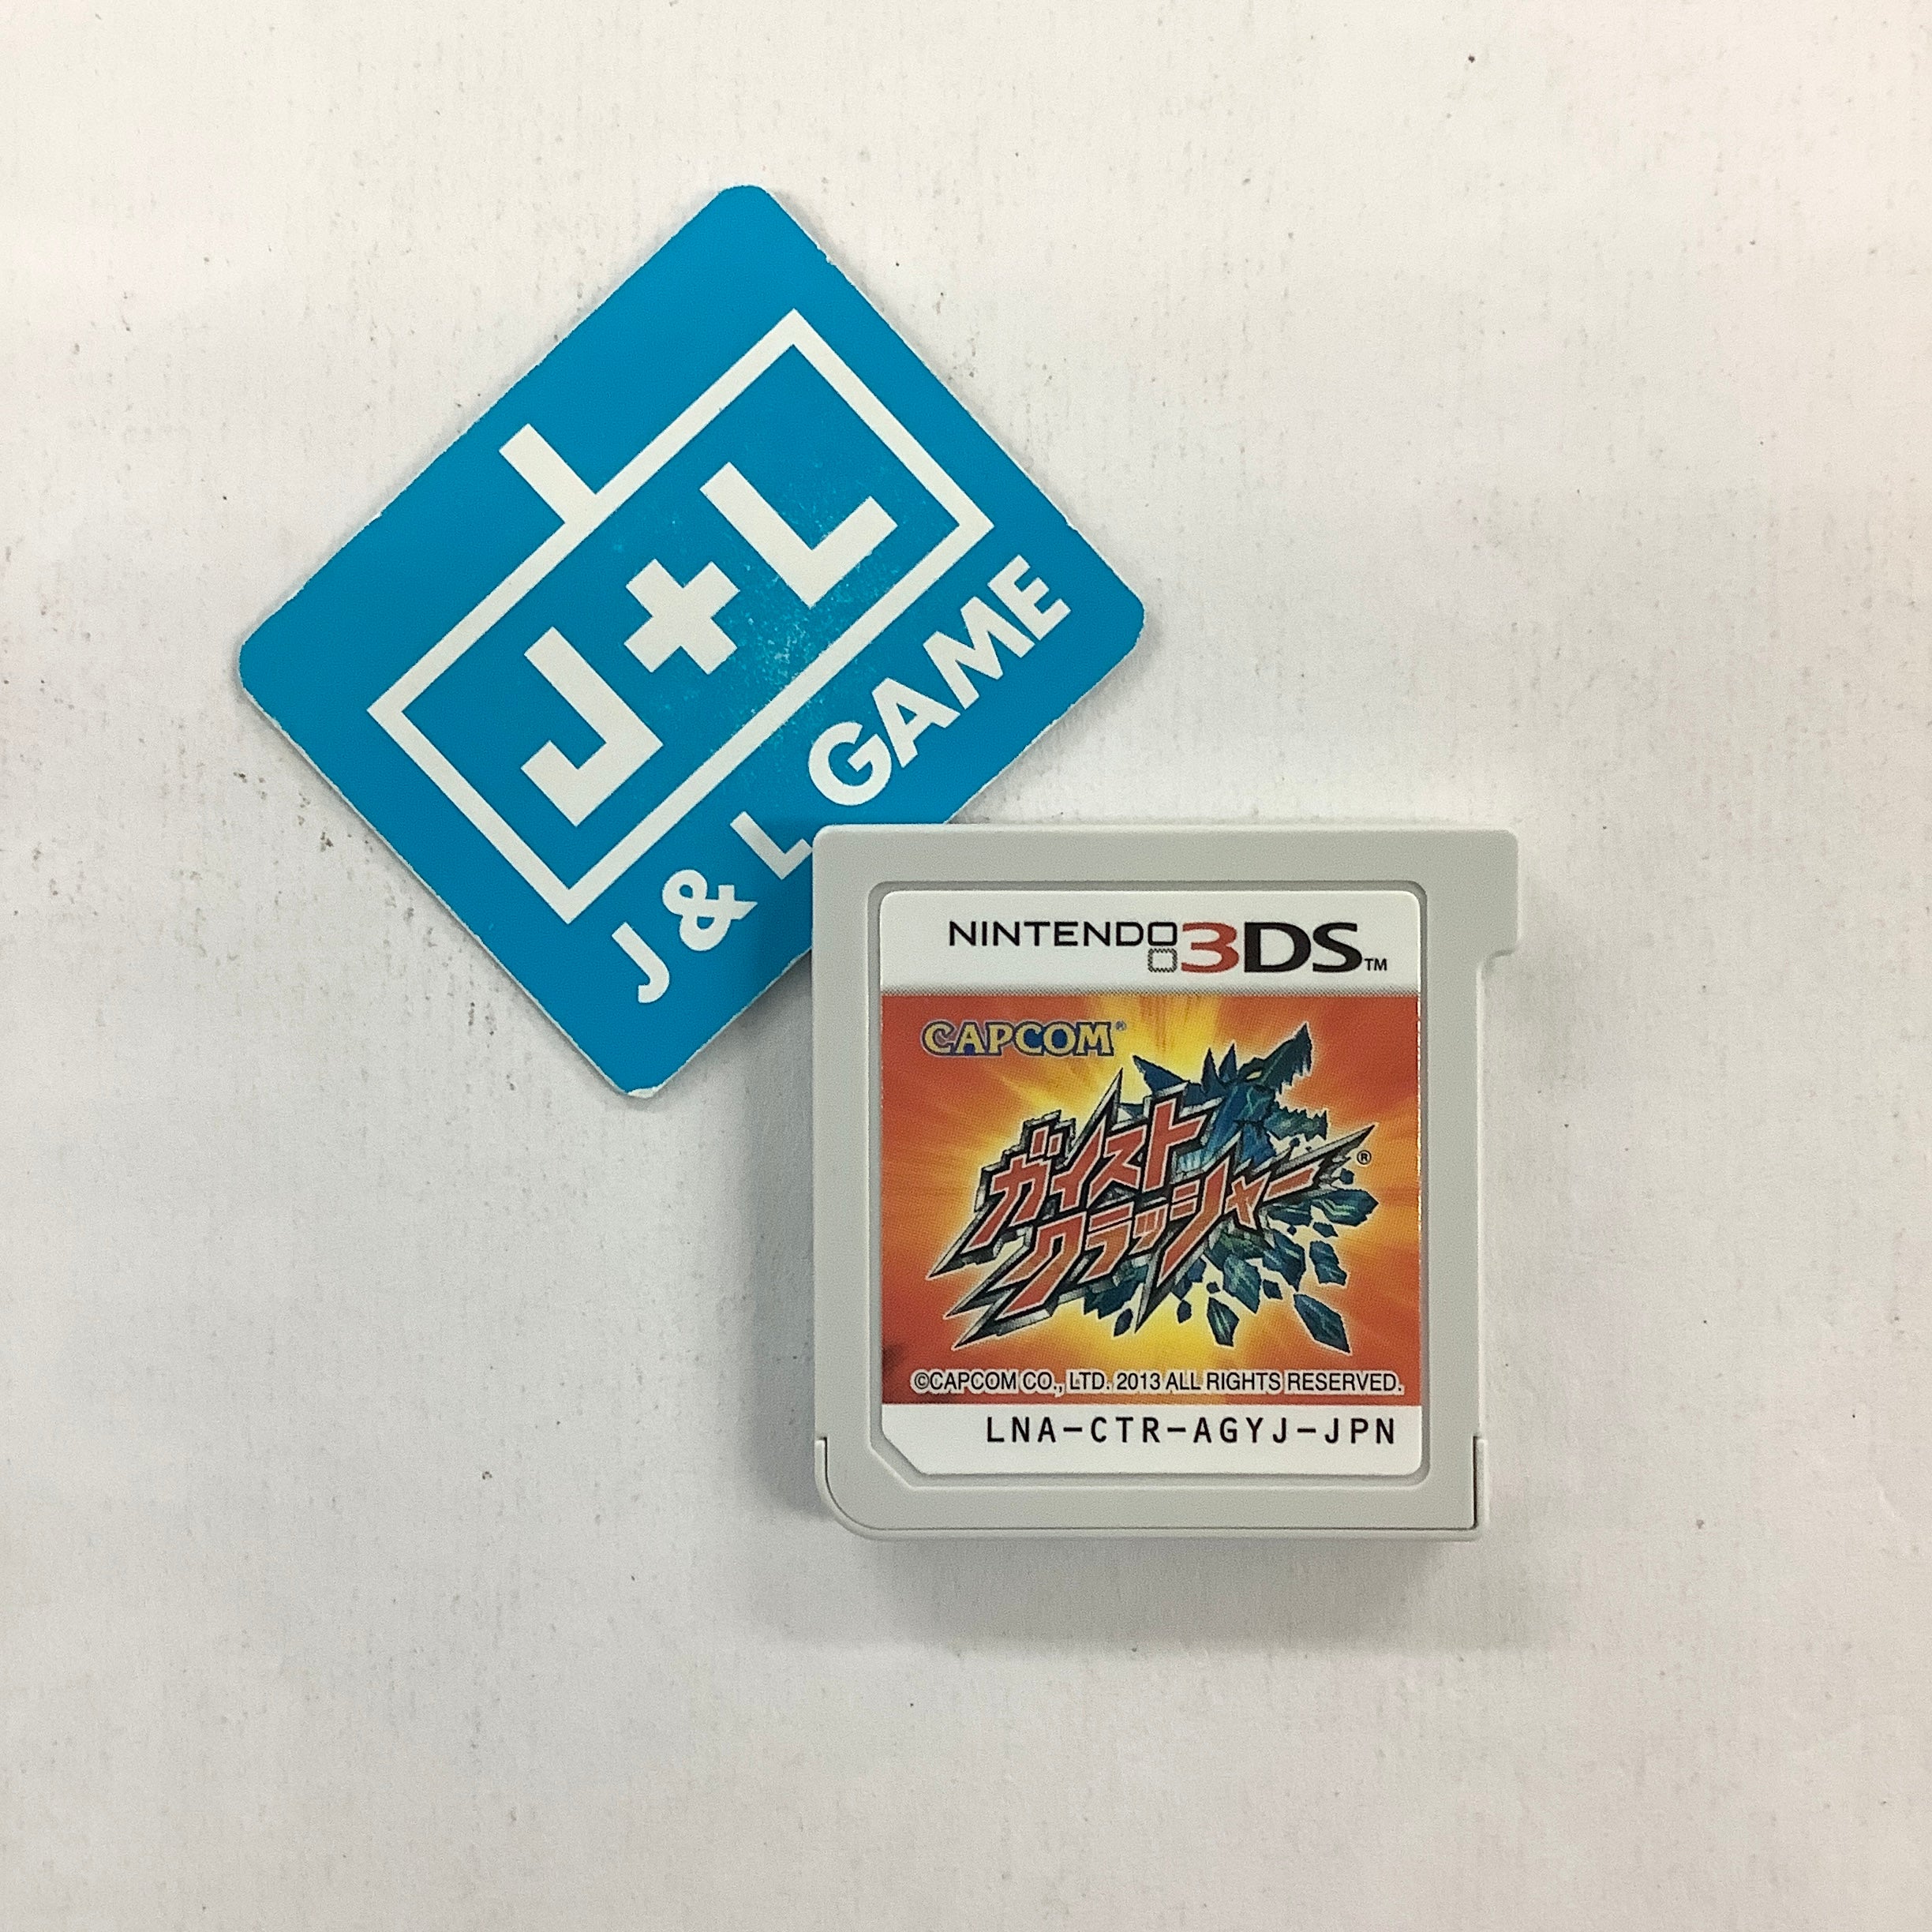 J+L
J & L GAME
NINTENDO 3DS™
CAPCOM®
ガイスト
クラッシャー®
©CAPCOM CO., LTD. 2013 ALL RIGHTS RESERVED.
LNA-CTR-AGYJ-JPN